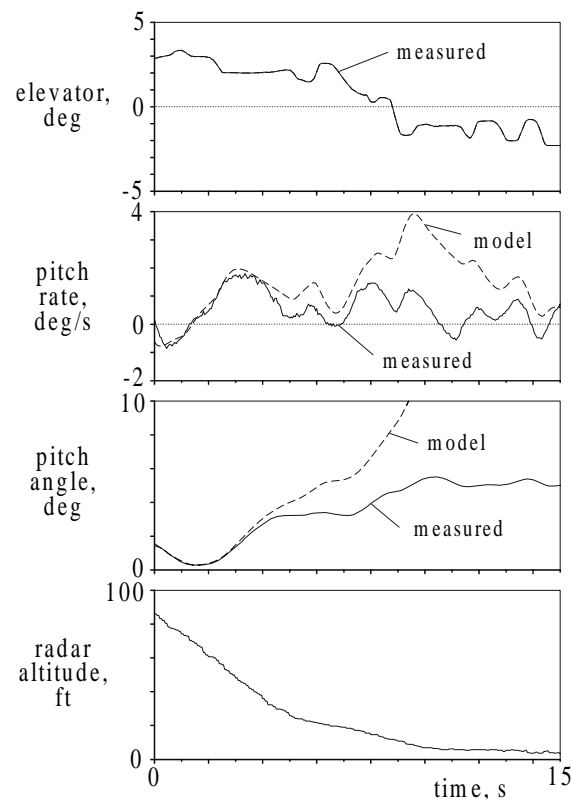 5
measured
elevator,
deg
0
-5
4
model
pitch
rate,
deg/s
0
measured
-2
10
model
pitch
angle,
deg
measured
0
100
radar
altitude,
ft
0
0
15
time, s